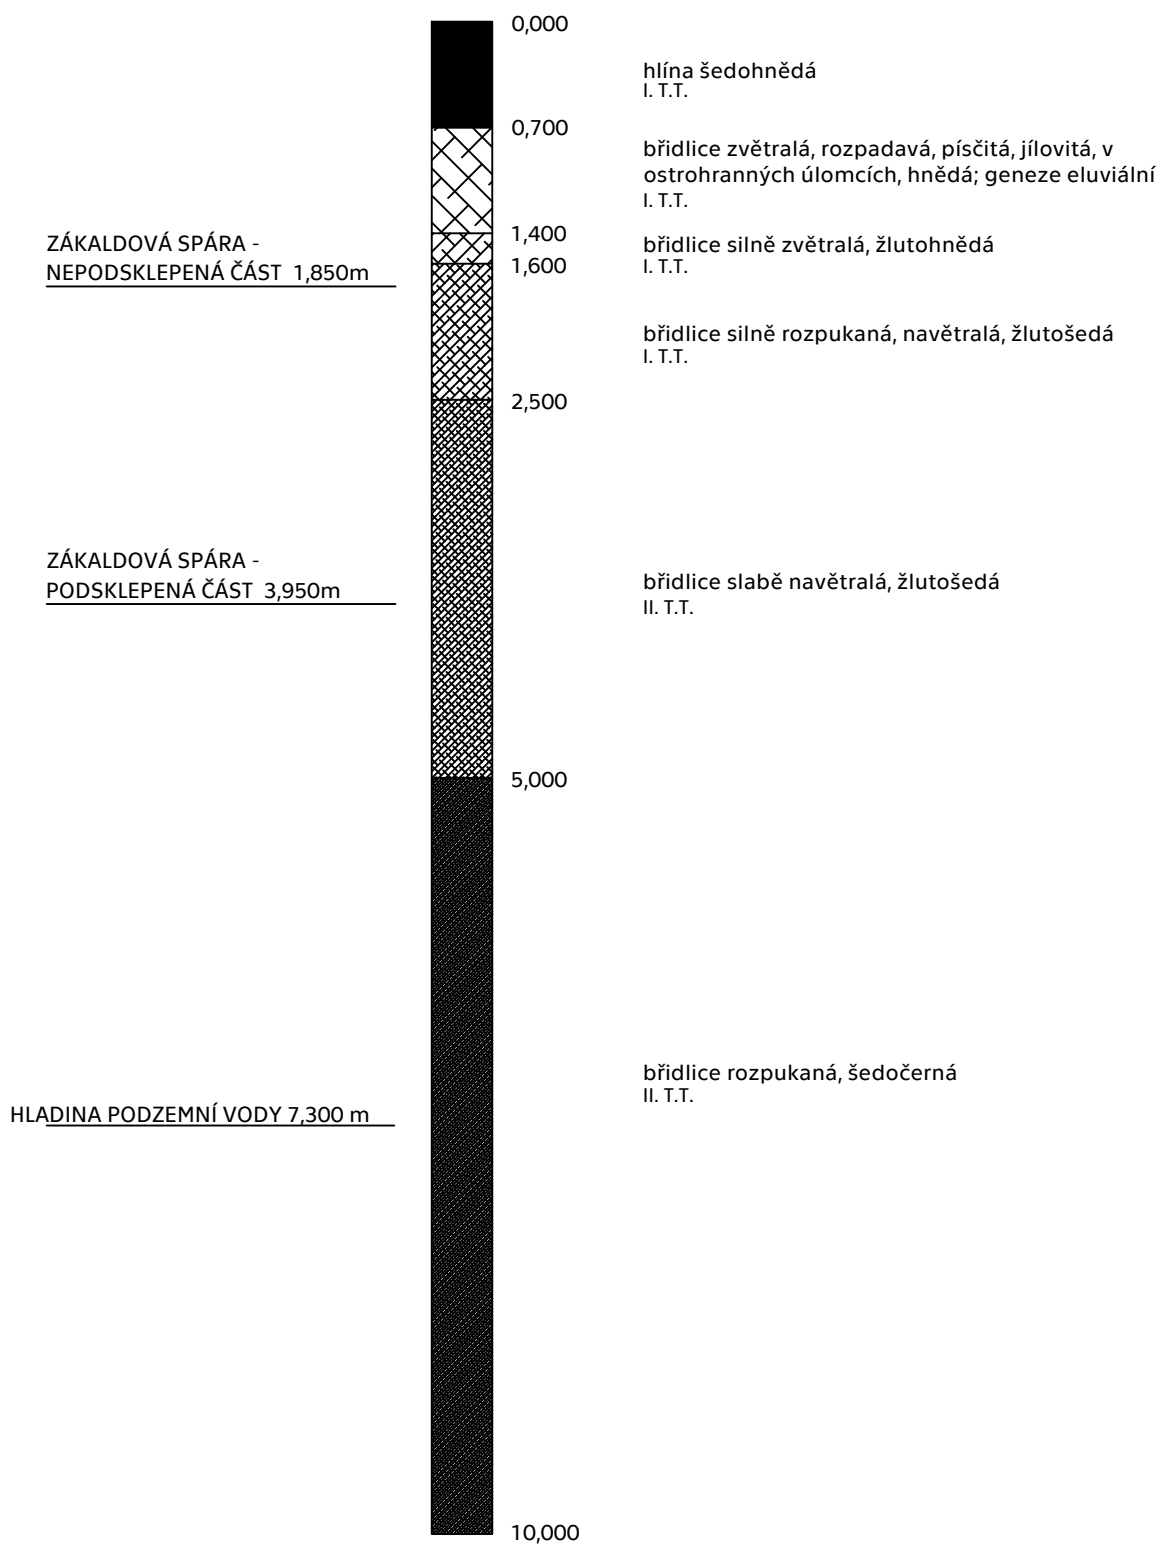 0,000
hlína šedohnědá
I. T.T.
0,700
břidlice zvětralá, rozpadavá, písčitá, jílovitá, v
ostrohranných úlomcích, hnědá; geneze eluviální
I. T.T.
1,400
ZÁKALDOVÁ SPÁRA -
NEPODSKLEPENÁ ČÁST 1,850m
břidlice silně zvětralá, žlutohnědá
I. T.T.
1,600
břidlice silně rozpukaná, navětralá, žlutošedá
I. T.T.
2,500
ZÁKALDOVÁ SPÁRA -
PODSKLEPENÁ ČÁST 3,950m
břidlice slabě navětralá, žlutošedá
II. T.T.
5,000
břidlice rozpukaná, šedočerná
II. T.T.
HLADINA PODZEMNÍ VODY 7,300 m
10,000